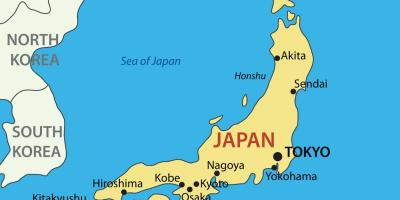 NORTH
KOREA
Sea of Japan
Akita
Honshu
Sendai
SOUTH
KOREA
JAPAN
TOKYO
Nagoya
Yokohama
Hiroshima
Kobe
Kyoto
Osaka
Kitakyushu